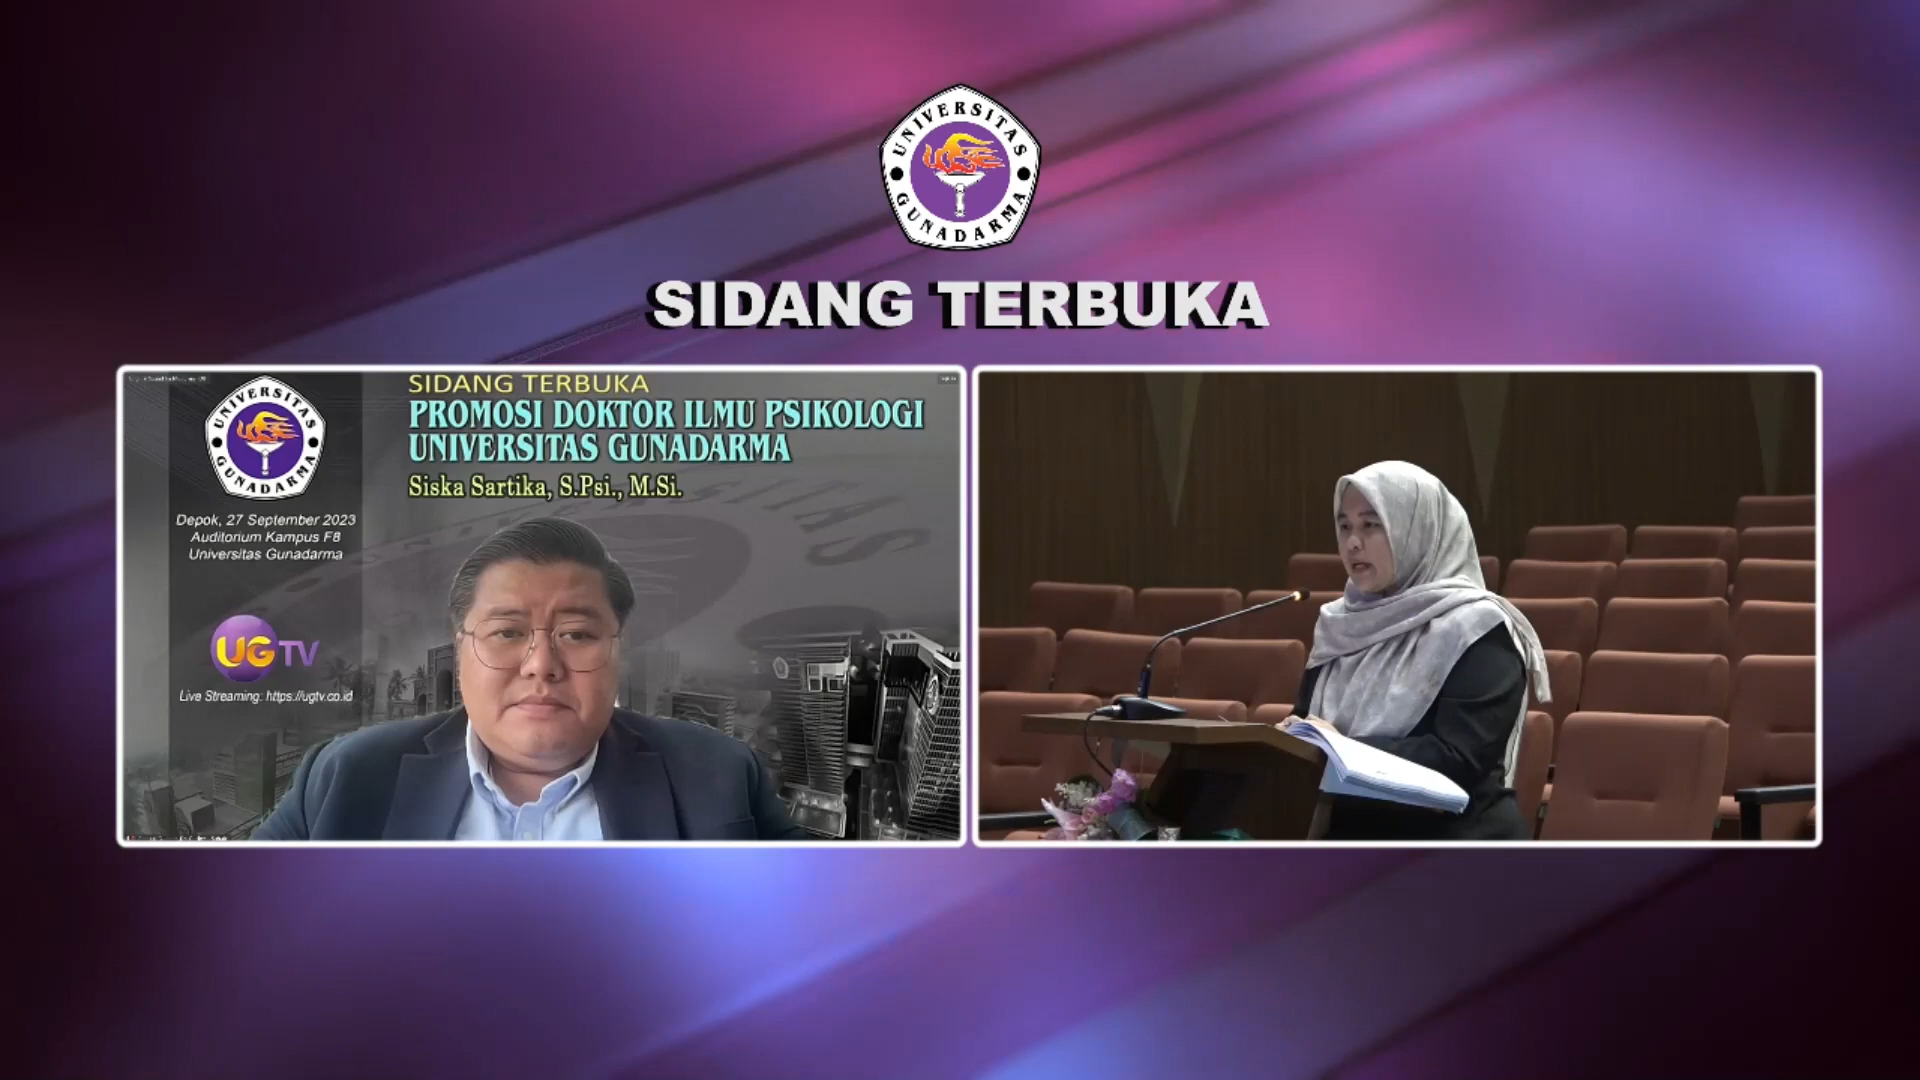 UNIVERSITAS
GUNADARMA
SIDANG TERBUKA
UNIVERSITAS
GUNADARMA
Depok, 27 September 2023
Auditorium Kampus F8
Universitas Gunadarma
UGTV
Live Streaming: https://ugtv.co.id
SIDANG TERBUKA
PROMOSI DOKTOR ILMU PSIKOLOGI
UNIVERSITAS GUNADARMA
Siska Sartika, S.Psi., M.Si.